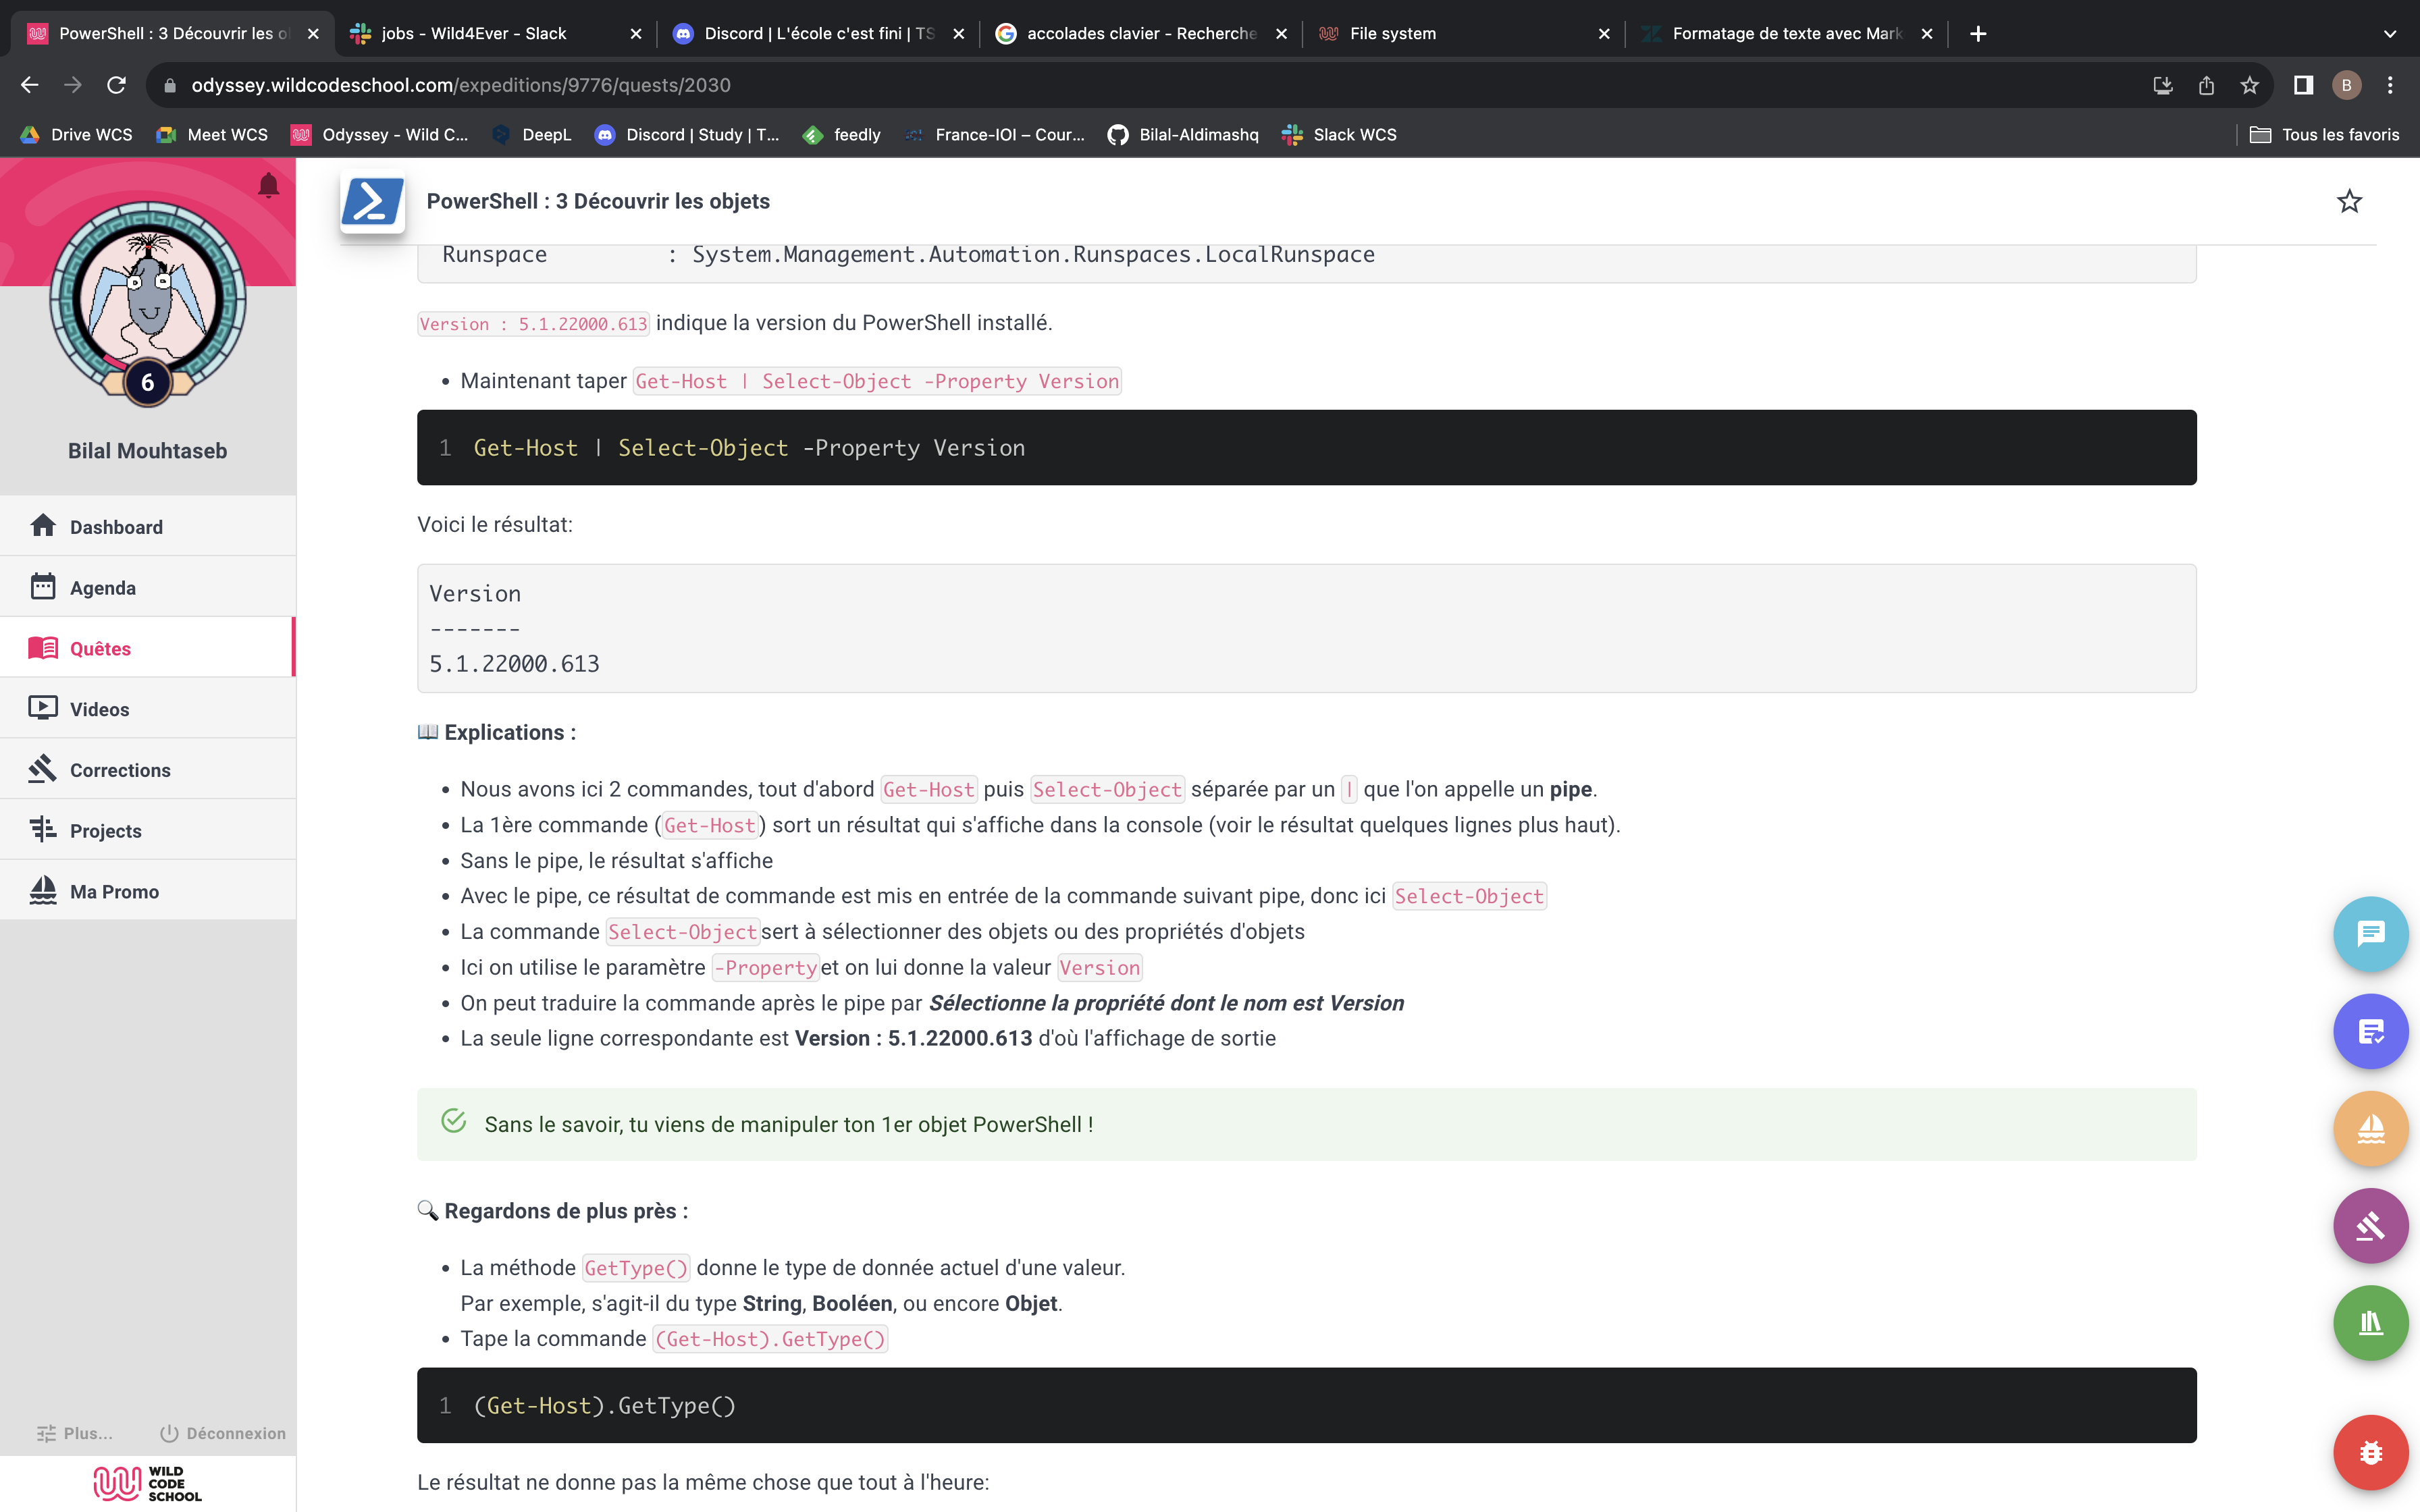 PowerShell : 3 Découvrir les o
jobs - Wild4Ever - Slack
Discord | L'école c'est fini | TS
accolades clavier - Recherche
File system
Formatage de texte avec Mark
odyssey.wildcodeschool.com/expeditions/9776/quests/2030
B
Drive WCS
Meet WCS
Odyssey - Wild C...
DeepL
Discord | Study | T...
feedly
France-IOI – Cour...
Bilal-Aldimashq
Slack WCS
Tous les favoris
6
Bilal Mouhtaseb
Dashboard
Agenda
Quêtes
Videos
Corrections
Projects
Ma Promo
Plus...
Déconnexion
WILD
CODE
SCHOOL
PowerShell : 3 Découvrir les objets
Runspace : System.Management.Automation.Runspaces.LocalRunspace
Version : 5.1.22000.613 indique la version du PowerShell installé.
• Maintenant taper Get-Host | Select-Object -Property Version
1 Get-Host | Select-Object -Property Version
Voici le résultat:
Version
-------
5.1.22000.613
📖 Explications :
• Nous avons ici 2 commandes, tout d'abord Get-Host puis Select-Object séparée par un | que l'on appelle un pipe.
• La 1ère commande (Get-Host) sort un résultat qui s'affiche dans la console (voir le résultat quelques lignes plus haut).
• Sans le pipe, le résultat s'affiche
• Avec le pipe, ce résultat de commande est mis en entrée de la commande suivant pipe, donc ici Select-Object
• La commande Select-Object sert à sélectionner des objets ou des propriétés d'objets
• Ici on utilise le paramètre -Property et on lui donne la valeur Version
• On peut traduire la commande après le pipe par Sélectionne la propriété dont le nom est Version
• La seule ligne correspondante est Version : 5.1.22000.613 d'où l'affichage de sortie
Sans le savoir, tu viens de manipuler ton 1er objet PowerShell !
🔍 Regardons de plus près :
• La méthode GetType() donne le type de donnée actuel d'une valeur.
Par exemple, s'agit-il du type String, Booléen, ou encore Objet.
• Tape la commande (Get-Host).GetType()
1 (Get-Host).GetType()
Le résultat ne donne pas la même chose que tout à l'heure: